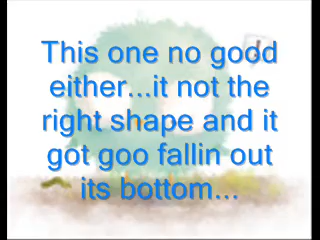 This one no good
either...it not the
right shape and it
got goo fallin out
its bottom...